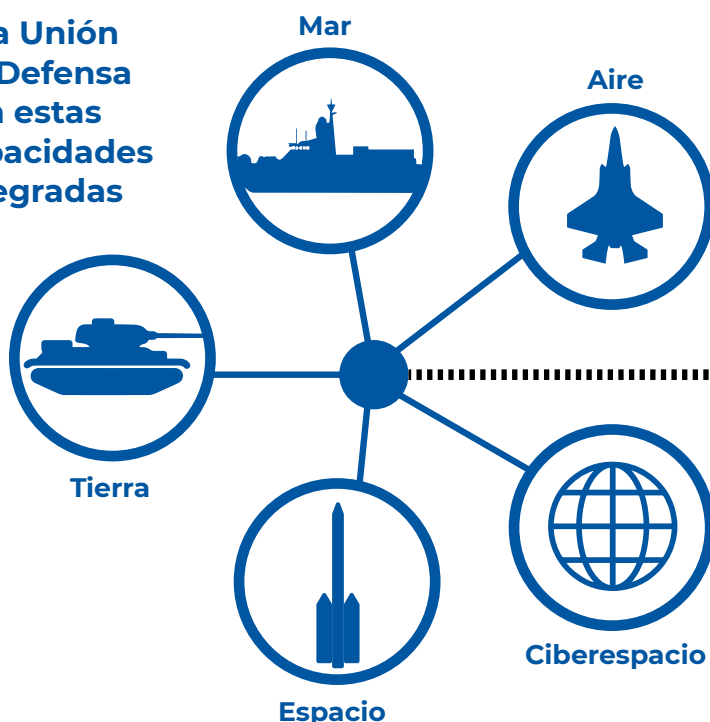 a Unión
Defensa
estas
pacidades
egradas
Mar
Aire
Tierra
Ciberespacio
Espacio